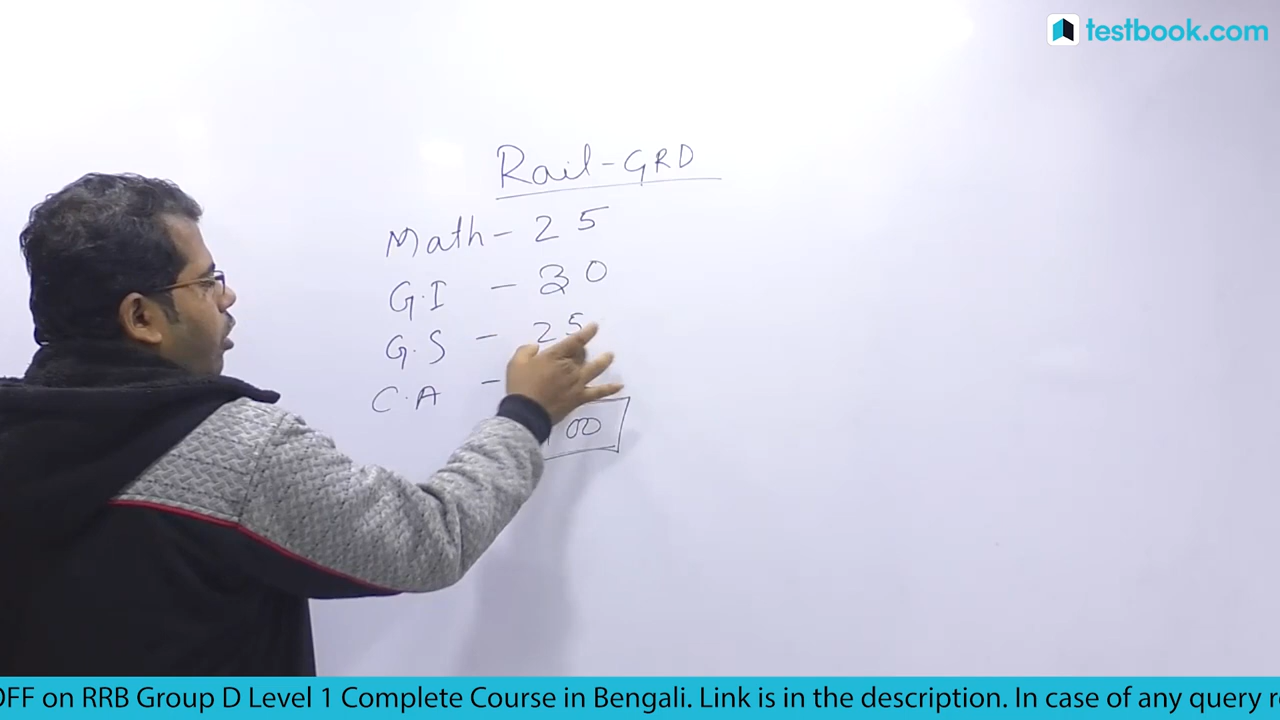 testbook.com
Rail-GRD
Math - 25
G.I - 30
G.S - 25
C.A -
100
OFF on RRB Group D Level 1 Complete Course in Bengali. Link is in the description. In case of any query